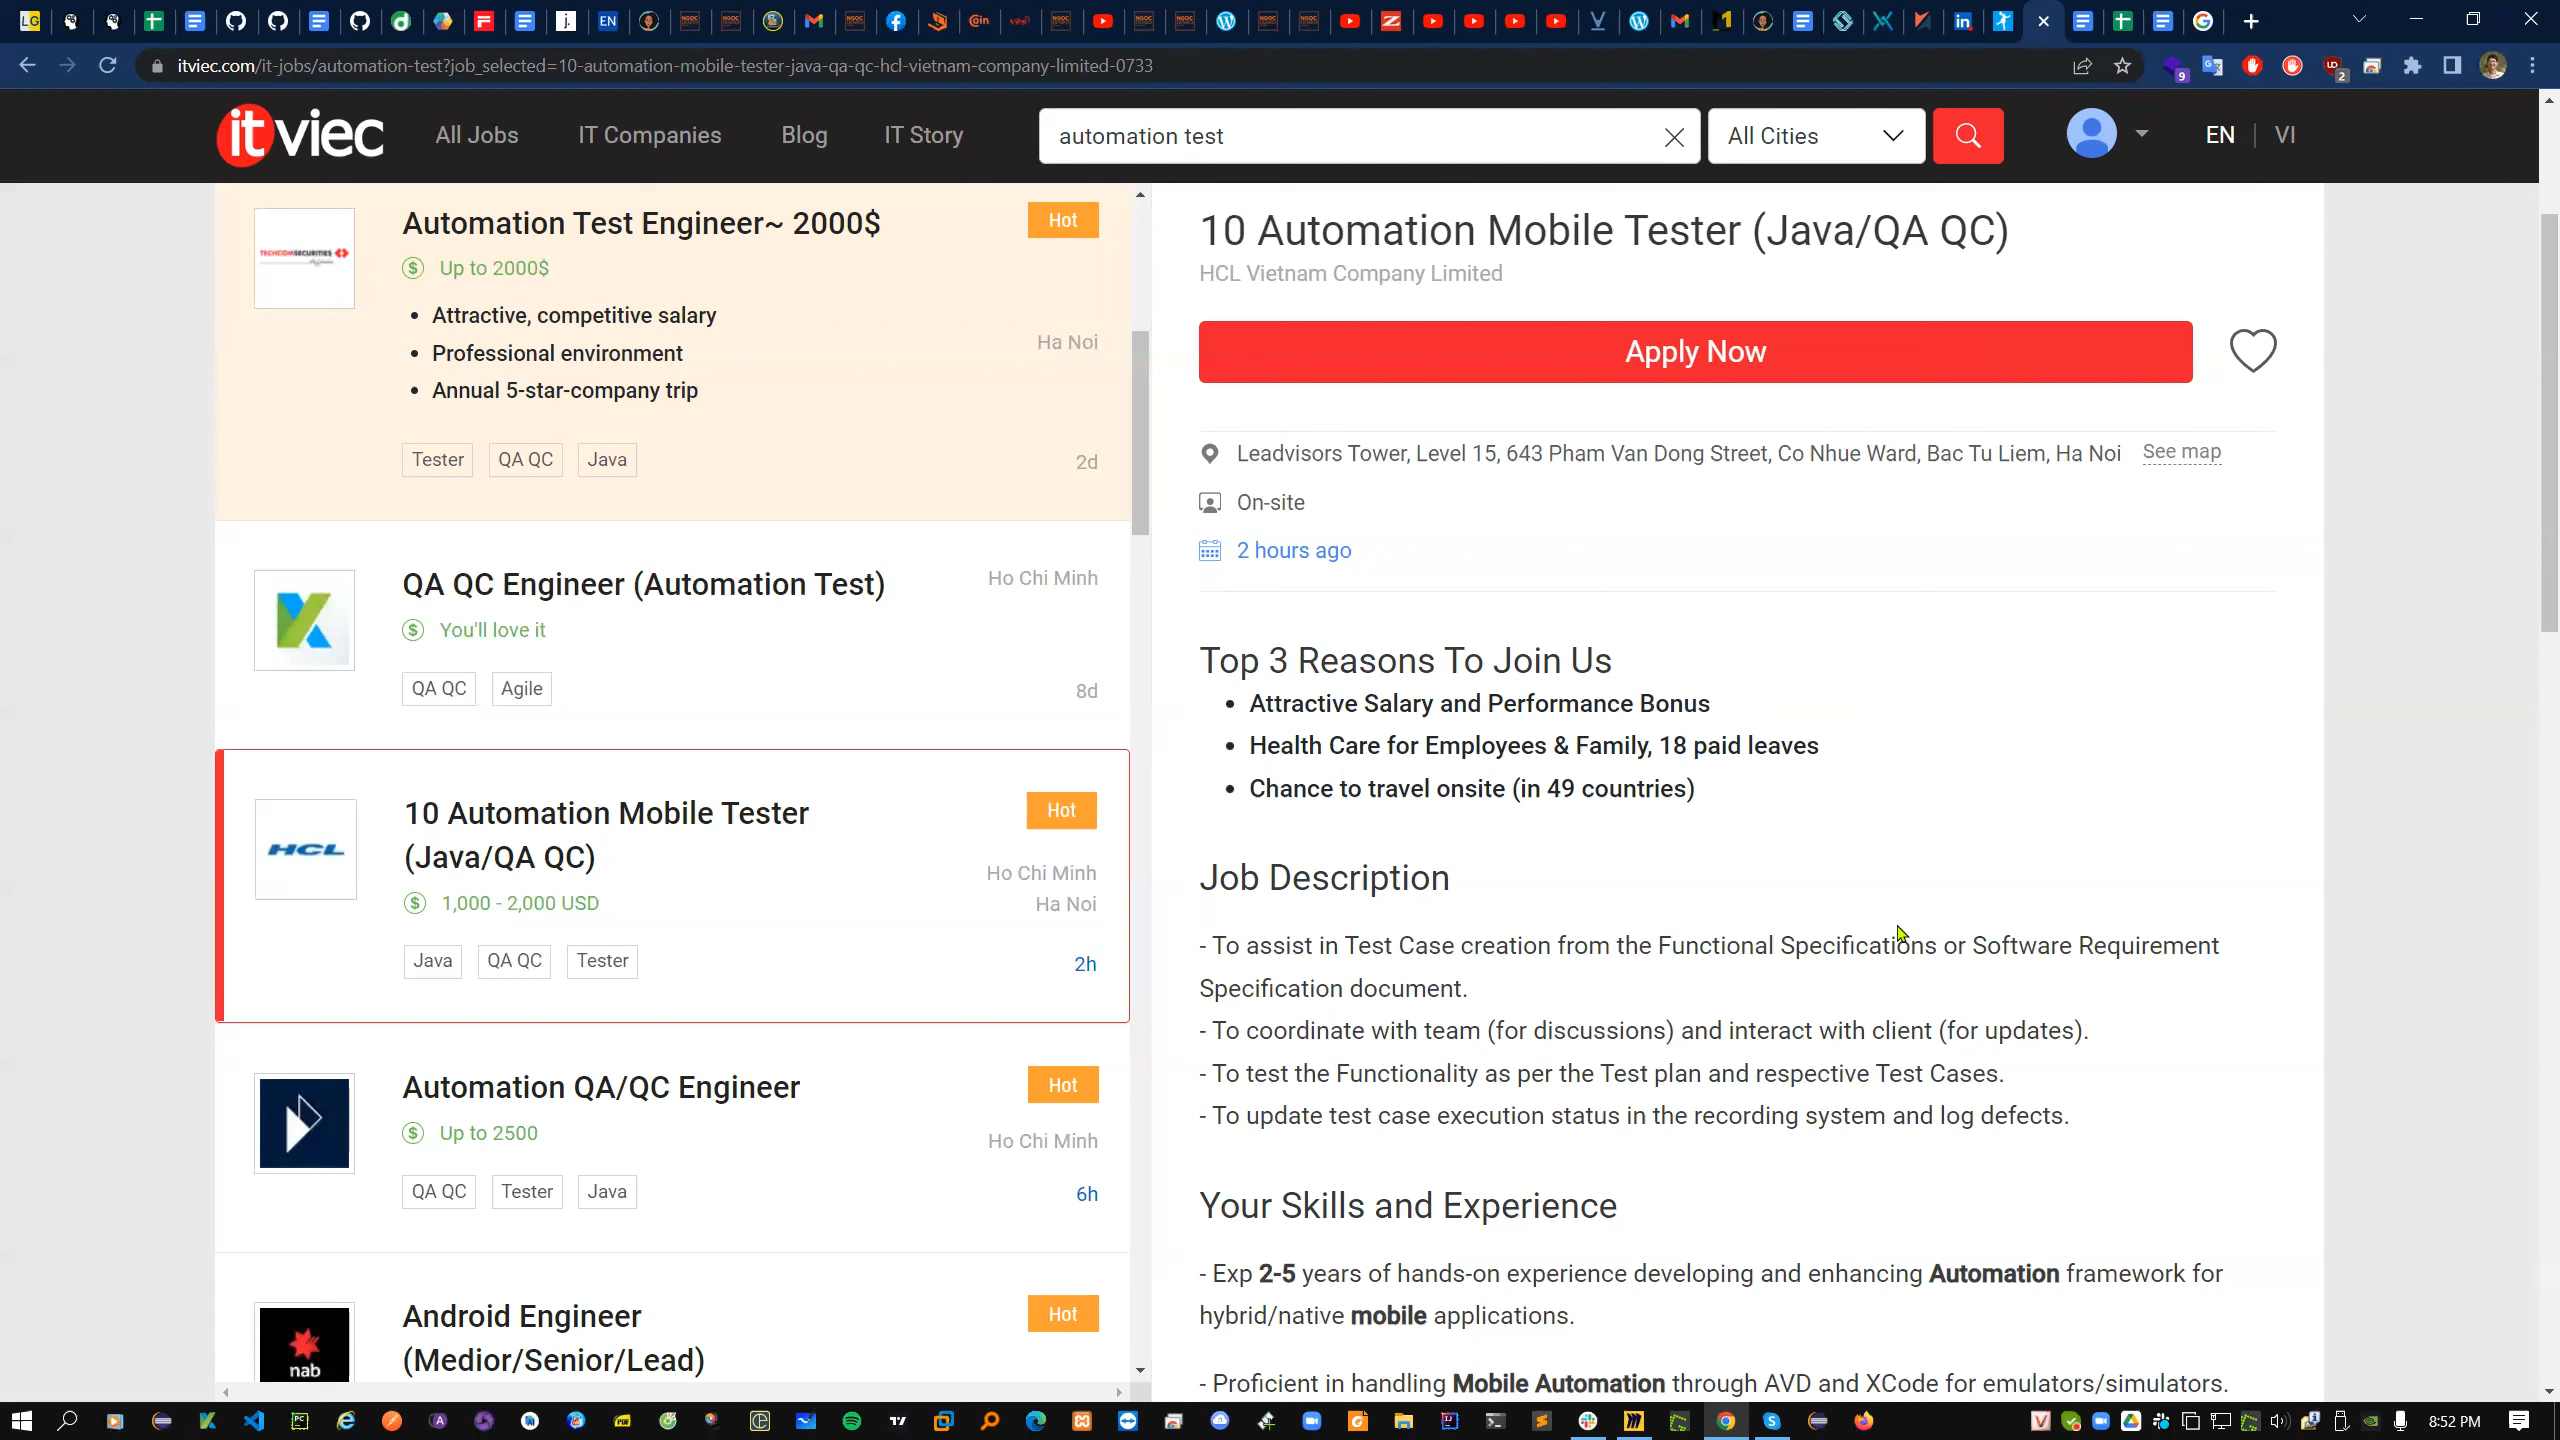 itviec.com/it-jobs/automation-test?job_selected=10-automation-mobile-tester-java-qa-qc-hcl-vietnam-company-limited-0733
itviec
All Jobs
IT Companies
Blog
IT Story
automation test
All Cities
EN | VI
Automation Test Engineer~ 2000$
Hot
Up to 2000$
• Attractive, competitive salary
• Professional environment
• Annual 5-star-company trip
Ha Noi
Tester
QA QC
Java
2d
TECHCOMSECURITIES
QA QC Engineer (Automation Test)
Ho Chi Minh
You'll love it
QA QC
Agile
8d
HCL
10 Automation Mobile Tester
(Java/QA QC)
Hot
Ho Chi Minh
Ha Noi
1,000 - 2,000 USD
Java
QA QC
Tester
2h
Automation QA/QC Engineer
Hot
Up to 2500
Ho Chi Minh
QA QC
Tester
Java
6h
nab
Android Engineer
(Medior/Senior/Lead)
Hot
10 Automation Mobile Tester (Java/QA QC)
HCL Vietnam Company Limited
Apply Now
Leadvisors Tower, Level 15, 643 Pham Van Dong Street, Co Nhue Ward, Bac Tu Liem, Ha Noi
See map
On-site
2 hours ago
Top 3 Reasons To Join Us
• Attractive Salary and Performance Bonus
• Health Care for Employees & Family, 18 paid leaves
• Chance to travel onsite (in 49 countries)
Job Description
- To assist in Test Case creation from the Functional Specifications or Software Requirement
Specification document.
- To coordinate with team (for discussions) and interact with client (for updates).
- To test the Functionality as per the Test plan and respective Test Cases.
- To update test case execution status in the recording system and log defects.
Your Skills and Experience
- Exp 2-5 years of hands-on experience developing and enhancing Automation framework for
hybrid/native mobile applications.
- Proficient in handling Mobile Automation through AVD and XCode for emulators/simulators.
8:52 PM